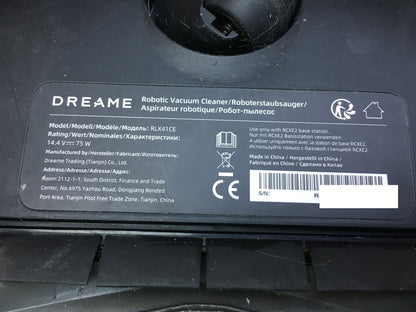 DREAME
Robotic Vacuum Cleaner/Roboterstaubsauger/
Aspirateur robotique/Робот-пылесос
Model/Modell/Modèle/Модель: RLX41CE
Rating/Wert/Nominales/Характеристики:
14,4 V⎓ 75 W
Manufactured by/Hersteller/Fabricant/Изготовитель:
Dreame Trading (Tianjin) Co., Ltd.
Address/Adresse/Adresse/Адрес:
Room 2112-1-1, South District, Finance and Trade
Center, No.6975 Yazhou Road, Dongjiang Bonded
Port Area, Tianjin Pilot Free Trade Zone, Tianjin, China
Use only with RCXE2 base station.
Nur mit RCXE2 Basisstation verwenden.
A utiliser uniquement avec la station de base RCXE2.
Используйте только с базовой станцией RCXE2.
Made in China / Hergestellt in China /
Fabriqué en Chine / Сделано в Китае
CE
S/N:
R